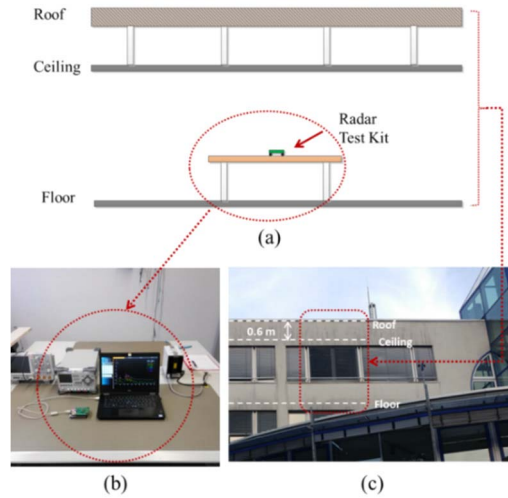 Roof
Ceiling
Radar
Test Kit
Floor
(a)
0.6 m
Roof
Ceiling
Floor
(b)
(c)